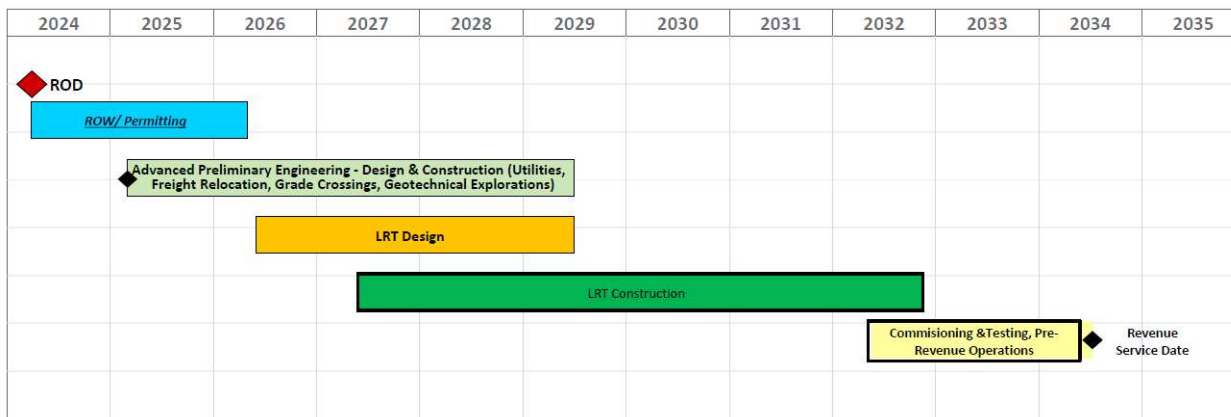 2024 2025 2026 2027 2028 2029 2030 2031 2032 2033 2034 2035
ROD
ROW/ Permitting
Advanced Preliminary Engineering - Design & Construction (Utilities,
Freight Relocation, Grade Crossings, Geotechnical Explorations)
LRT Design
LRT Construction
Commisioning &Testing, Pre-
Revenue Operations
Revenue
Service Date